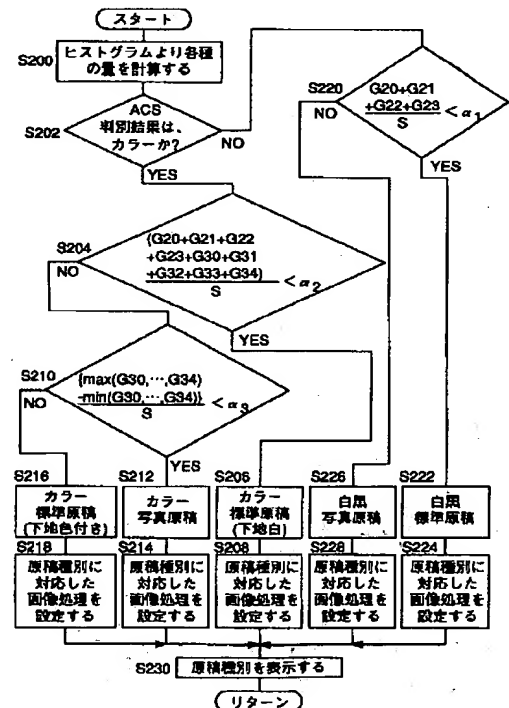 スタート
S200
ヒストグラムより各種
の量を計算する
S202
ACS
判別結果は、
カラーか?
NO
YES
S220
G20+G21
+G22+G23
S
<α1
NO
YES
S204
{G20+G21+G22
+G23+G30+G31
+G32+G33+G34}
S
<α2
NO
YES
S210
{max(G30,…,G34)
-min(G30,…,G34)}
S
<α3
NO
YES
S216
カラー
標準原稿
(下地色付き)
S212
カラー
写真原稿
S206
カラー
標準原稿
(下地白)
S226
白黒
写真原稿
S222
白黒
標準原稿
S218
原稿種別に
対応した
画像処理を
設定する
S214
原稿種別に
対応した
画像処理を
設定する
S208
原稿種別に
対応した
画像処理を
設定する
S228
原稿種別に
対応した
画像処理を
設定する
S224
原稿種別に
対応した
画像処理を
設定する
S230
原稿種別を表示する
リターン